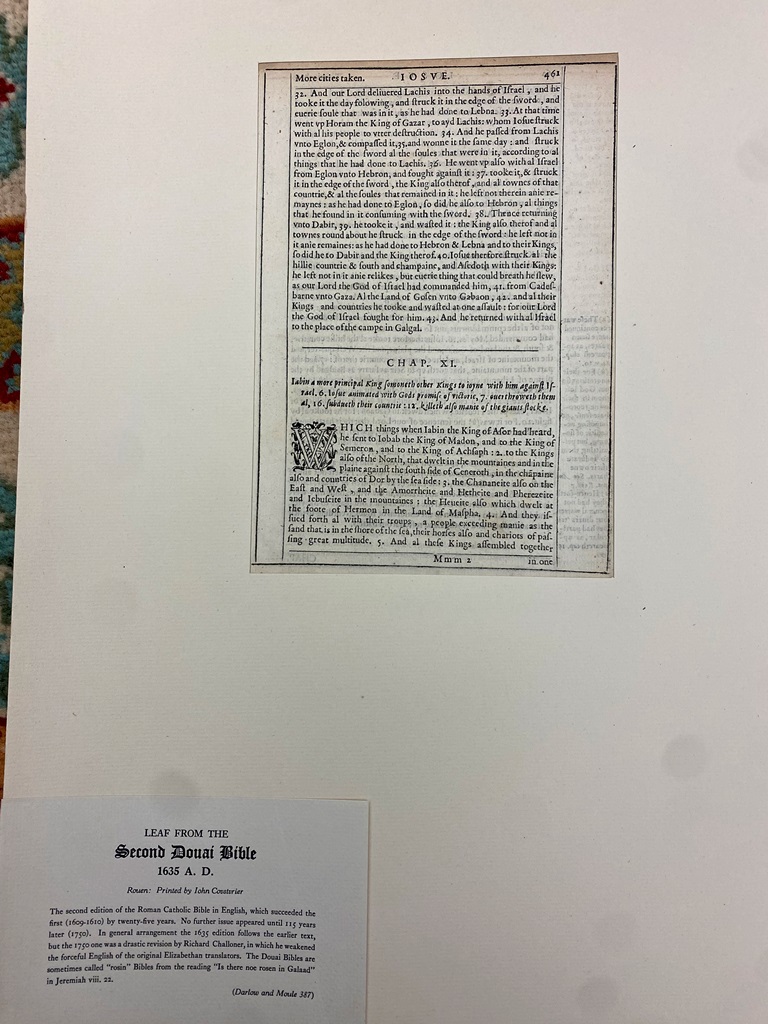 More cities taken. IOSVE. 461
32. And our Lord deliuered Lachis into the hands of Iſrael, and he
tooke it the day folowing, and ſtruck it in the edge of the ſword, and
euerie ſoule that was in it, as he had done to Lebna. 33. At that time
went vp Horam the King of Gazar, to ayd Lachis: whom Ioſue ſtruck
with al his people to vtter deſtruction. 34. And he paſſed from Lachis
vnto Eglon, & compaſſed it, 35. and wonne it the ſame day: and ſtruck
in the edge of the ſword al the ſoules that were in it, according to al
things that he had done to Lachis. 36. He went vp alſo with al Iſrael
from Eglon vnto Hebron, and fought againſt it: 37. tooke it, & ſtruck
it in the edge of the ſword, the King alſo therof, and al townes of that
countrie, & al the ſoules that remained in it: he left not therein anie re-
maynes: as he had done to Eglon, ſo did he alſo to Hebron, al things
that he found in it conſuming with the ſword. 38. Thence returning
vnto Dabir, 39. he tooke it, and waſted it: the King alſo therof and al
townes round about he ſtruck in the edge of the ſword: he left not in
it anie remaines: as he had done to Hebron & Lebna and to their Kings,
ſo did he to Dabir and the King therof. 40. Ioſue therfore ſtruck al the
hillie countrie & ſouth and champaine, and Aſedoth with their Kings:
he left not in it anie relikes, but euerie thing that could breath he ſlew,
as our Lord the God of Iſrael had commanded him, 41. from Cadeſ-
barne vnto Gaza. Al the Land of Goſen vnto Gabaon, 42. and al their
Kings and countries he tooke and waſted at one aſſault: for our Lord
the God of Iſrael fought for him. 43. And he returned with al Iſrael
to the place of the campe in Galgal.
CHAP. XI.
Iabin a more principal King ſomoneth other Kings to ioyne with him againſt Iſ-
rael. 6. Ioſue animated with Gods promiſe of victorie, 7. ouerthroweth them
al, 16. ſubdueth their countrie: 21. killeth alſo manie of the giants ſtocke.
WHICH things when Iabin the King of Aſor had heard,
he ſent to Iobab the King of Madon, and to the King of
Semeron, and to the King of Achſaph: 2. to the Kings
alſo of the North, that dwelt in the mountaines and in the
plaine againſt the ſouth ſide of Ceneroth, in the chãpaine
alſo and countries of Dor by the ſea ſide: 3. the Chananeite alſo on the
Eaſt and Weſt, and the Amorrheite and Hetheite and Pherezeite
and Iebuſeite in the mountaines: the Heueite alſo which dwelt at
the foote of Hermon in the Land of Maſpha. 4. And they iſ-
ſued forth al with their troups, a people exceeding manie as the
ſand that is in the ſhore of the ſea, their horſes alſo and chariots of paſ-
ſing great multitude. 5. And al theſe Kings aſſembled together
Mmm 2 in one
LEAF FROM THE
Second Douai Bible
1635 A. D.
Rouen: Printed by Iohn Cousturier
The second edition of the Roman Catholic Bible in English, which succeeded the
first (1609-1610) by twenty-five years. No further issue appeared until 115 years
later (1750). In general arrangement the 1635 edition follows the earlier text,
but the 1750 one was a drastic revision by Richard Challoner, in which he weakened
the forceful English of the original Elizabethan translators. The Douai Bibles are
sometimes called "rosin" Bibles from the reading "Is there noe rosen in Galaad"
in Jeremiah viii. 22.
(Darlow and Moule 387)